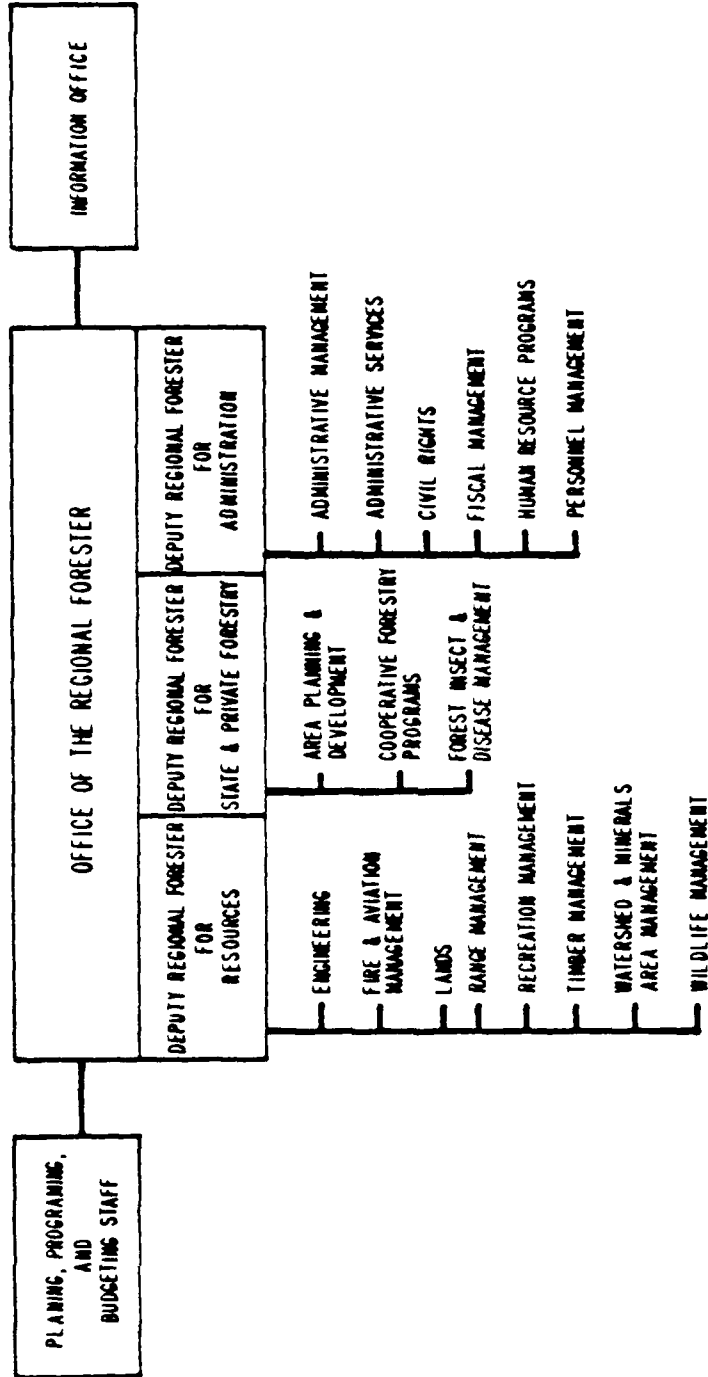 PLANING, PROGRAMING,
AND
BUDGETING STAFF
OFFICE OF THE REGIONAL FORESTER
INFORMATION OFFICE
DEPUTY REGIONAL FORESTER
FOR
RESOURCES
DEPUTY REGIONAL FORESTER
FOR
STATE & PRIVATE FORESTRY
DEPUTY REGIONAL FORESTER
FOR
ADMINISTRATION
ENGINEERING
FIRE & AVIATION
MANAGEMENT
LANDS
RANGE MANAGEMENT
RECREATION MANAGEMENT
TIMBER MANAGEMENT
WATERSHED & MINERALS
AREA MANAGEMENT
WILDLIFE MANAGEMENT
AREA PLANNING &
DEVELOPMENT
COOPERATIVE FORESTRY
PROGRAMS
FOREST INSECT &
DISEASE MANAGEMENT
ADMINISTRATIVE MANAGEMENT
ADMINISTRATIVE SERVICES
CIVIL RIGHTS
FISCAL MANAGEMENT
HUMAN RESOURCE PROGRAMS
PERSONNEL MANAGEMENT